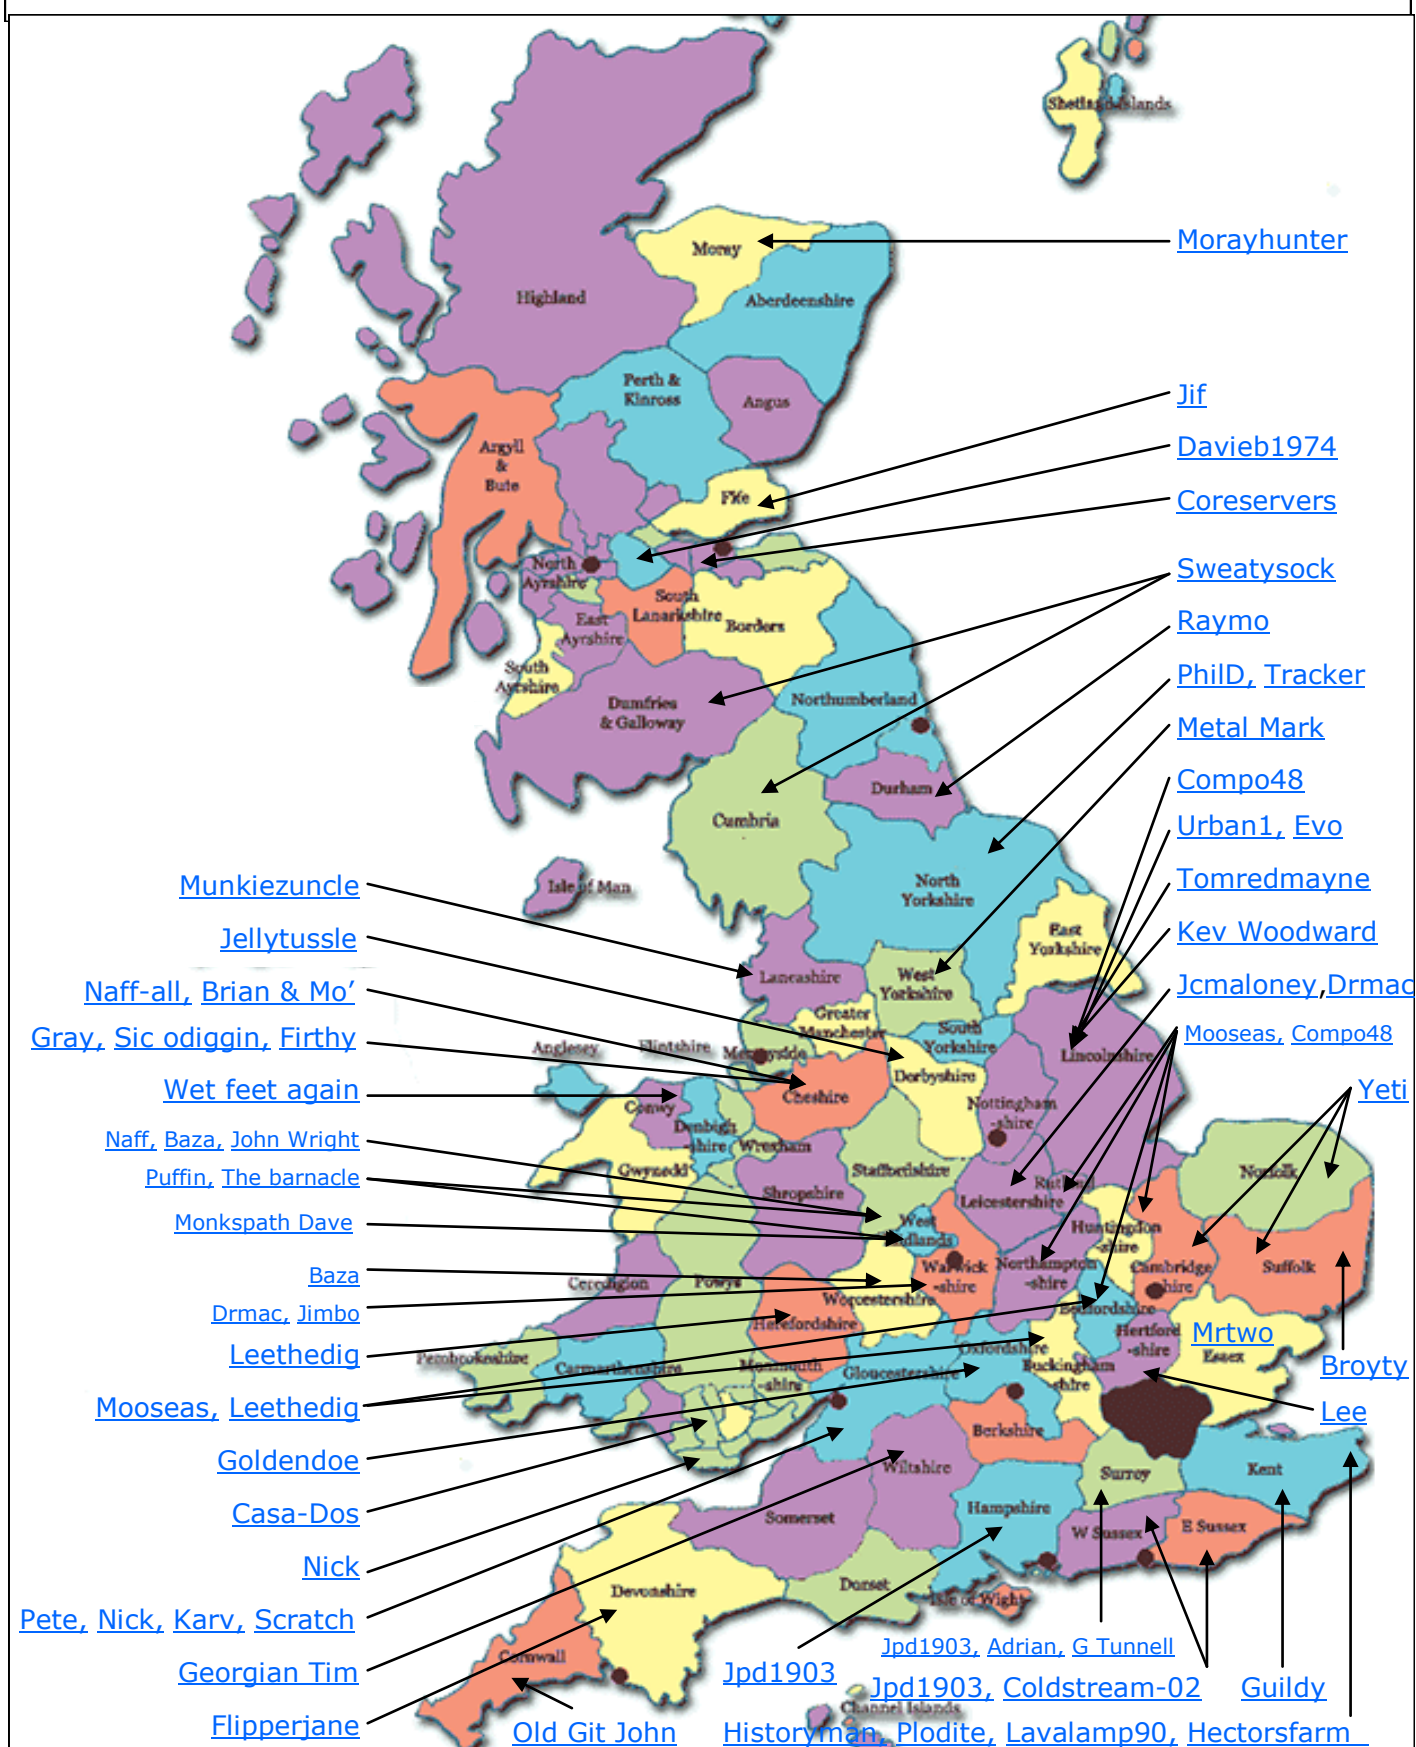 Shetland Islands
Morayhunter
Moray
Highland
Aberdeenshire
Perth &
Kinross
Angus
Jif
Argyll
&
Bute
Davieb1974
Fife
Coreservers
North
Ayrshire
Sweatysock
South
Lanarkshire
East
Ayrshire
Borders
Raymo
South
Ayrshire
PhilD, Tracker
Dumfries
& Galloway
Northumberland
Metal Mark
Durham
Compo48
Cumbria
Urban1, Evo
Munkiezuncle
Isle of Man
North
Yorkshire
Tomredmayne
Jellytussle
East
Yorkshire
Kev Woodward
Lancashire
West
Yorkshire
Naff-all, Brian & Mo'
Jcmaloney,Drmac
Greater
Manchester
Gray, Sic odiggin, Firthy
South
Yorkshire
Mooseas, Compo48
Anglesey
Flintshire
Merseyside
Lincolnshire
Derbyshire
Wet feet again
Cheshire
Yeti
Conwy
Nottingham
-shire
Denbigh
-shire
Naff, Baza, John Wright
Wrexham
Puffin, The barnacle
Gwynedd
Staffordshire
Norfolk
Shropshire
Rutland
Leicestershire
Monkspath Dave
West
Midlands
Huntingdon
-shire
Baza
Ceredigion
Powys
Warwick
-shire
Northampton
-shire
Cambridge
-shire
Suffolk
Drmac, Jimbo
Worcestershire
Bedfordshire
Herefordshire
Hertford
-shire
Mrtwo
Essex
Leethedig
Pembrokeshire
Carmarthenshire
Monmouth
-shire
Gloucestershire
Oxfordshire
Buckingham
-shire
Broyty
Mooseas, Leethedig
Lee
Goldendoe
Berkshire
Wiltshire
Surrey
Kent
Casa-Dos
Somerset
Hampshire
W Sussex
E Sussex
Nick
Devonshire
Dorset
Isle of Wight
Pete, Nick, Karv, Scratch
Cornwall
Jpd1903, Adrian, G Tunnell
Georgian Tim
Jpd1903
Jpd1903, Coldstream-02
Guildy
Channel Islands
Flipperjane
Old Git John
Historyman, Plodite, Lavalamp90, Hectorsfarm